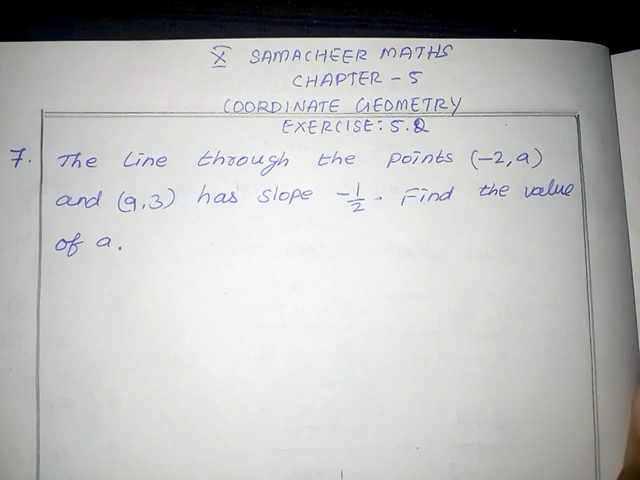 X SAMACHEER MATHS
CHAPTER - 5
COORDINATE GEOMETRY
EXERCISE: 5.2
7. The Line through the points (-2, a)
and (9,3) has slope -1/2. Find the value
of a.